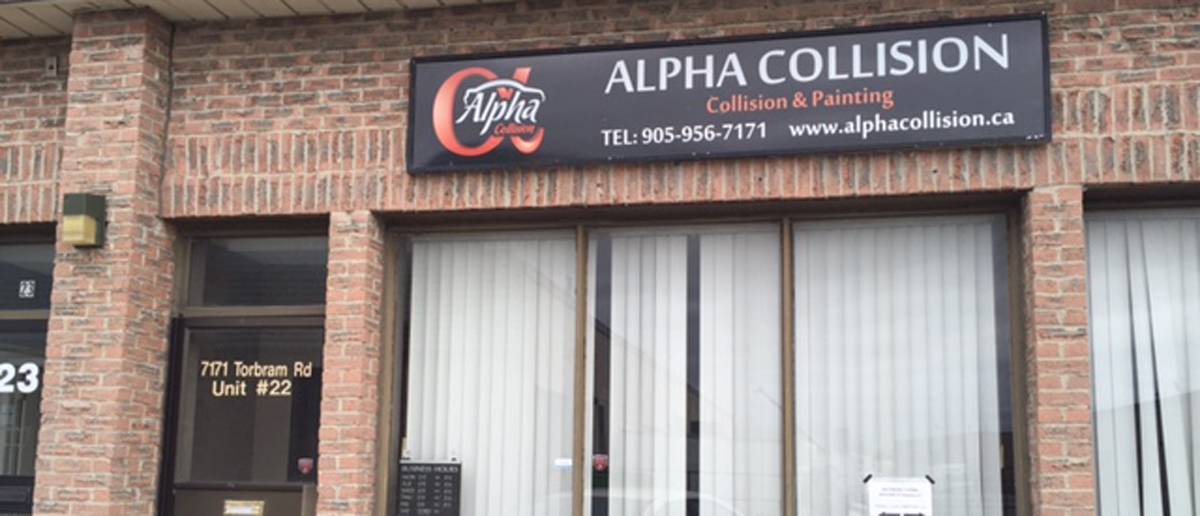 Alpha
Collision
ALPHA COLLISION
Collision & Painting
TEL: 905-956-7171 www.alphacollision.ca
23
23
7171 Torbram Rd
Unit #22
BUSINESS HOURS